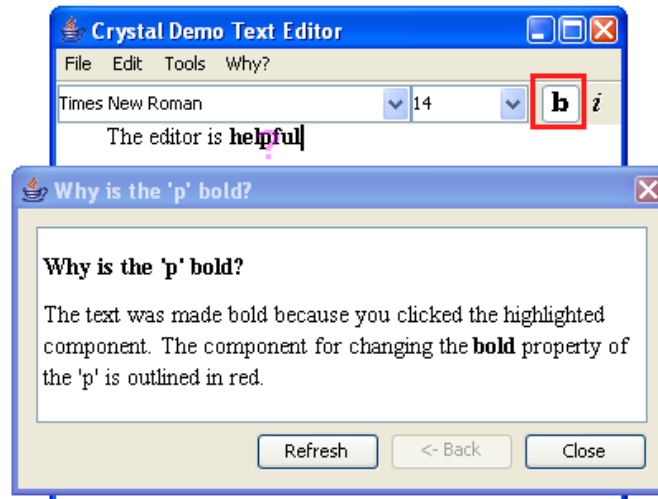 Crystal Demo Text Editor
File Edit Tools Why?
Times New Roman 14 b i
The editor is helpful
?
Why is the 'p' bold?
Why is the 'p' bold?
The text was made bold because you clicked the highlighted
component. The component for changing the bold property of
the 'p' is outlined in red.
Refresh <- Back Close